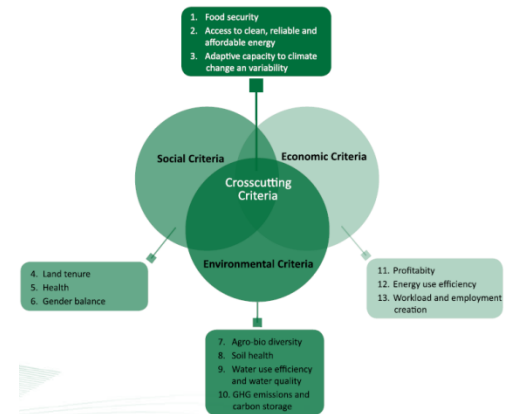 1. Food security
2. Access to clean, reliable and
affordable energy
3. Adaptive capacity to climate
change an variability
Social Criteria
Economic Criteria
Crosscutting
Criteria
Environmental Criteria
4. Land tenure
5. Health
6. Gender balance
11. Profitabity
12. Energy use efficiency
13. Workload and employment
creation
7. Agro-bio diversity
8. Soil health
9. Water use efficiency
and water quality
10. GHG emissions and
carbon storage